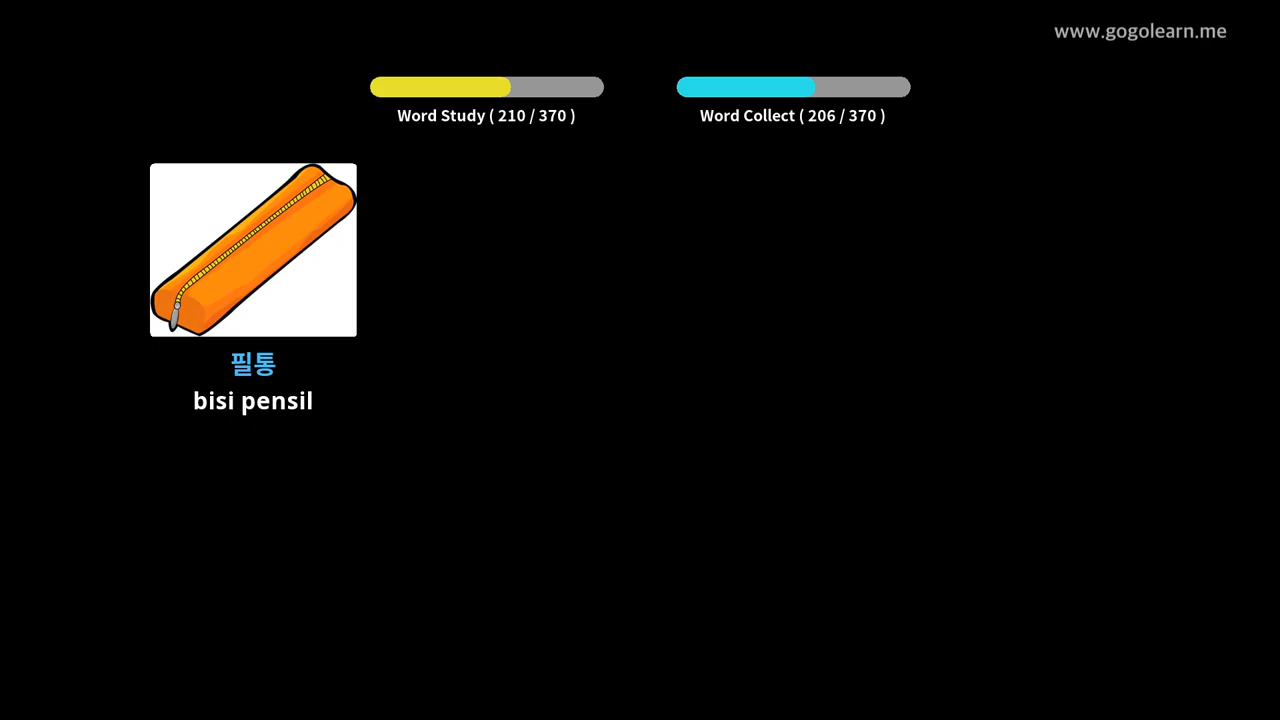 www.gogolearn.me
Word Study ( 210 / 370 )
Word Collect ( 206 / 370 )
필통
bisi pensil